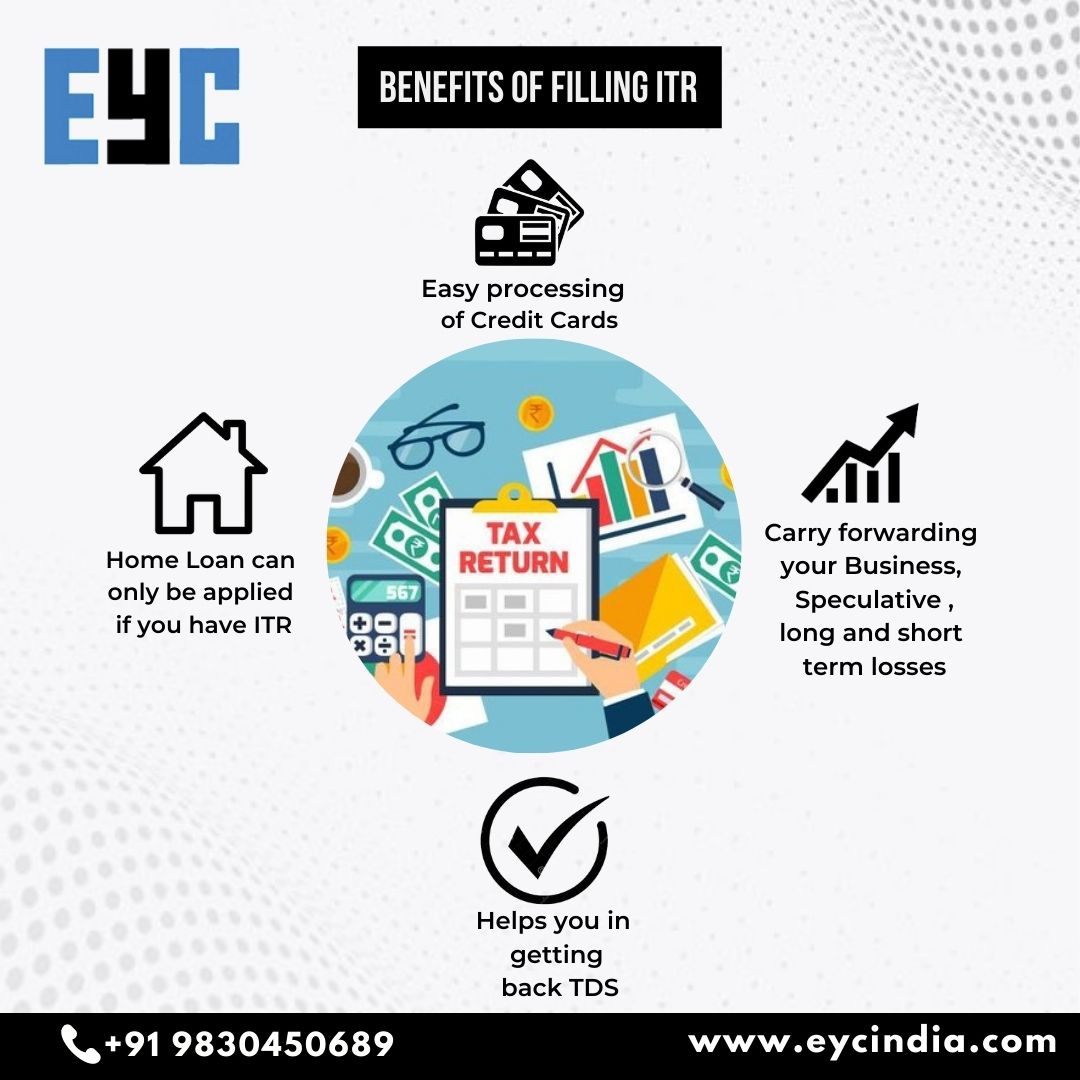 EYC
BENEFITS OF FILLING ITR
Easy processing
of Credit Cards
Home Loan can
only be applied
if you have ITR
TAX
RETURN
567
Carry forwarding
your Business,
Speculative ,
long and short
term losses
Helps you in
getting
back TDS
+91 9830450689
www.eycindia.com